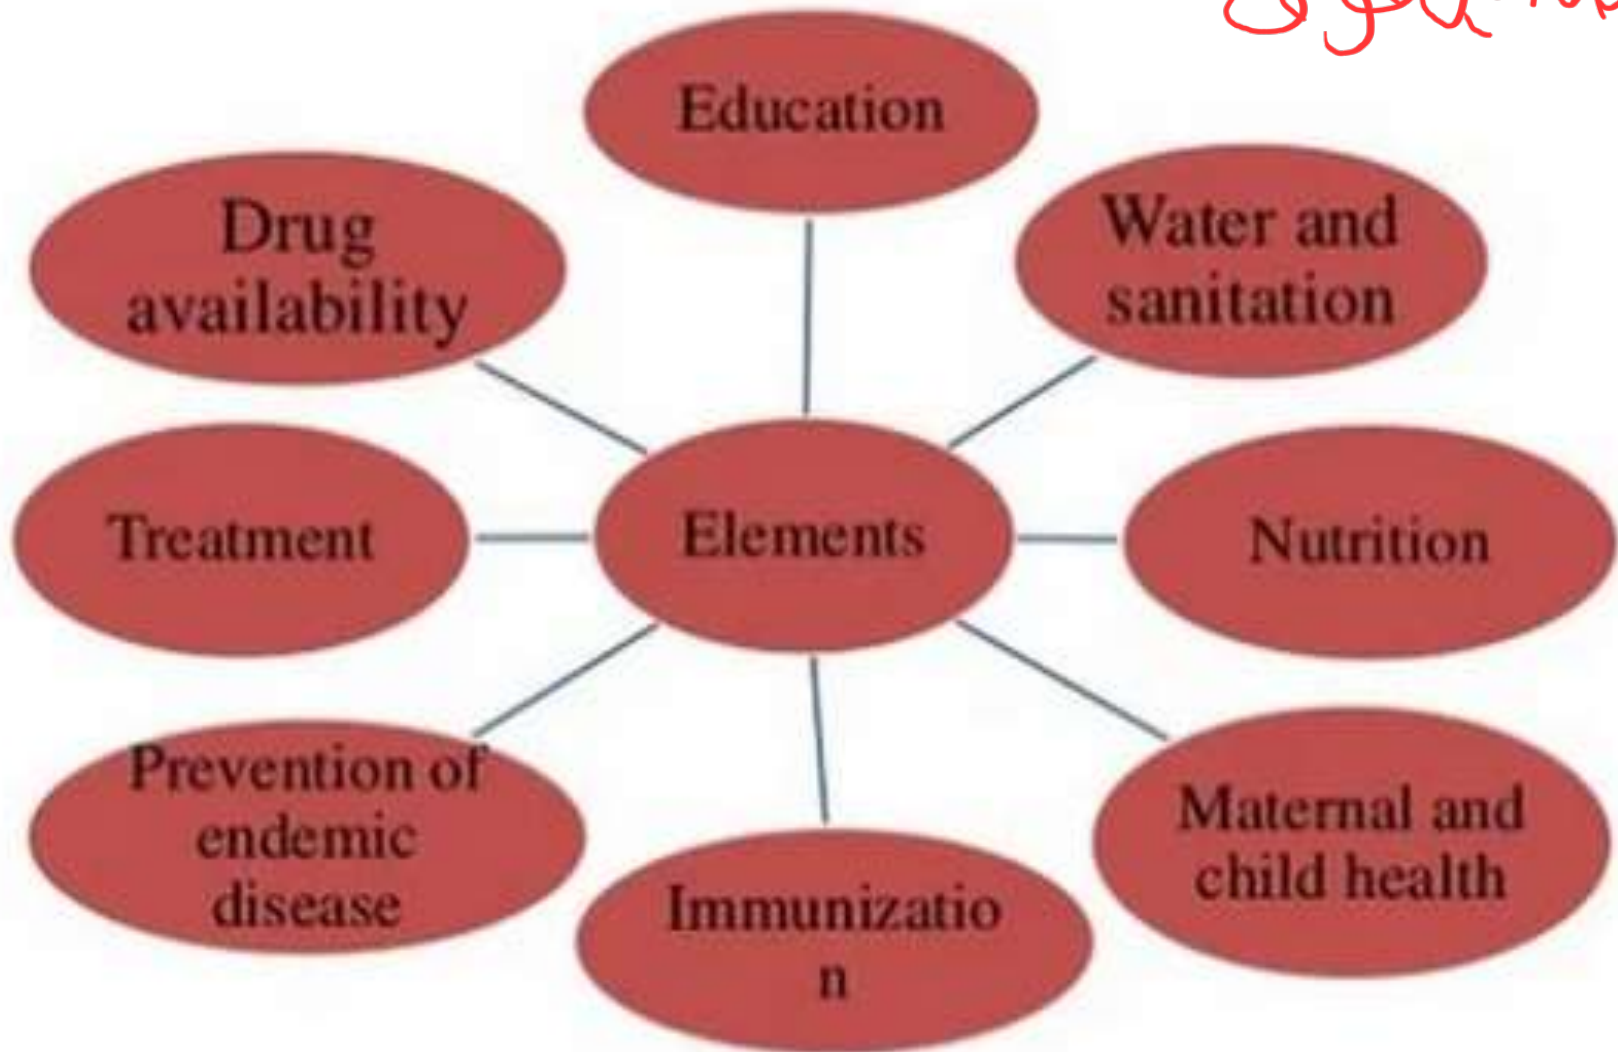 Education
Drug
availability
Water and
sanitation
Treatment
Elements
Nutrition
Prevention of
endemic
disease
Immunizatio
n
Maternal and
child health